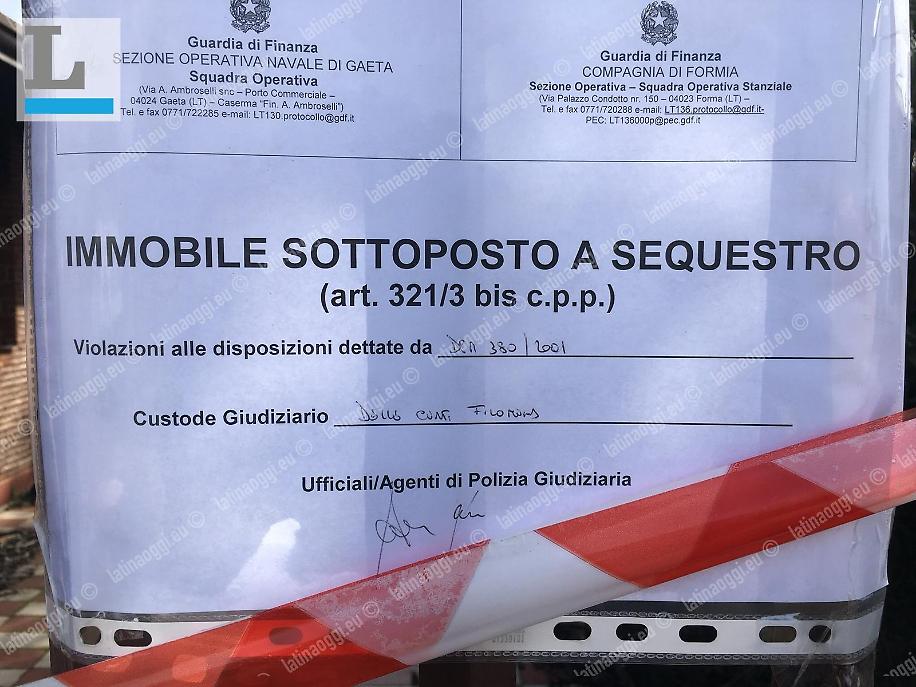 Guardia di Finanza
SEZIONE OPERATIVA NAVALE DI GAETA
Squadra Operativa
(Via A. Ambroselli snc – Porto Commerciale –
04024 Gaeta (LT) – Caserma "Fin. A. Ambroselli")
Tel. e fax 0771/722285 e-mail: LT130.protocollo@gdf.it
Guardia di Finanza
COMPAGNIA DI FORMIA
Sezione Operativa – Squadra Operativa Stanziale
(Via Palazzo Condotto nr. 150 – 04023 Forma (LT) –
Tel. e fax 0771/720288 e-mail: LT136.protocollo@gdf.it-
PEC: LT136000p@pec.gdf.it
L
IMMOBILE SOTTOPOSTO A SEQUESTRO
(art. 321/3 bis c.p.p.)
Violazioni alle disposizioni dettate da 380/2001
Custode Giudiziario
Ufficiali/Agenti di Polizia Giudiziaria
latinaoggi.eu ©